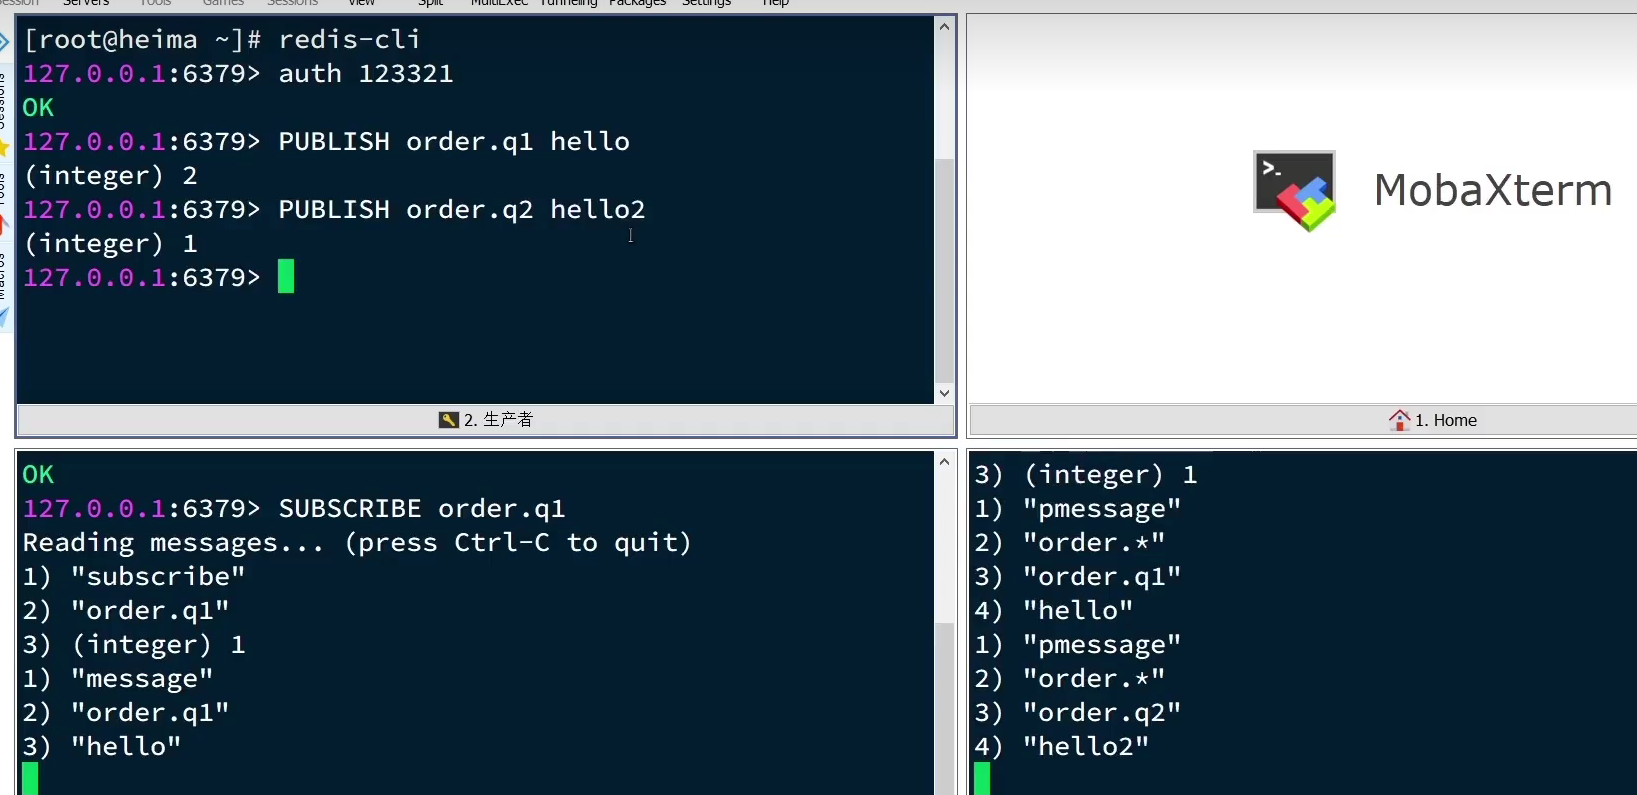 Session Servers Tools Games Sessions View Split MultiExec Tunneling Packages Settings Help
Sessions
Tools
Macros
[root@heima ~]# redis-cli
127.0.0.1:6379> auth 123321
OK
127.0.0.1:6379> PUBLISH order.q1 hello
(integer) 2
127.0.0.1:6379> PUBLISH order.q2 hello2
(integer) 1
127.0.0.1:6379>
2. 生产者
>_
MobaXterm
1. Home
OK
127.0.0.1:6379> SUBSCRIBE order.q1
Reading messages... (press Ctrl-C to quit)
1) "subscribe"
2) "order.q1"
3) (integer) 1
1) "message"
2) "order.q1"
3) "hello"
3) (integer) 1
1) "pmessage"
2) "order.*"
3) "order.q1"
4) "hello"
1) "pmessage"
2) "order.*"
3) "order.q2"
4) "hello2"